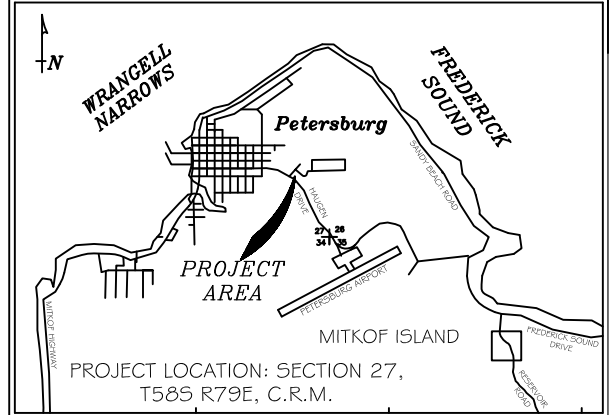 N
WRANGELL
NARROWS
FREDERICK
SOUND
Petersburg
SANDY BEACH ROAD
HAUGEN
DRIVE
27 26
34 35
PROJECT
AREA
PETERSBURG AIRPORT
MITKOF HIGHWAY
MITKOF ISLAND
FREDERICK SOUND
DRIVE
RESERVOIR
ROAD
PROJECT LOCATION: SECTION 27,
T58S R79E, C.R.M.